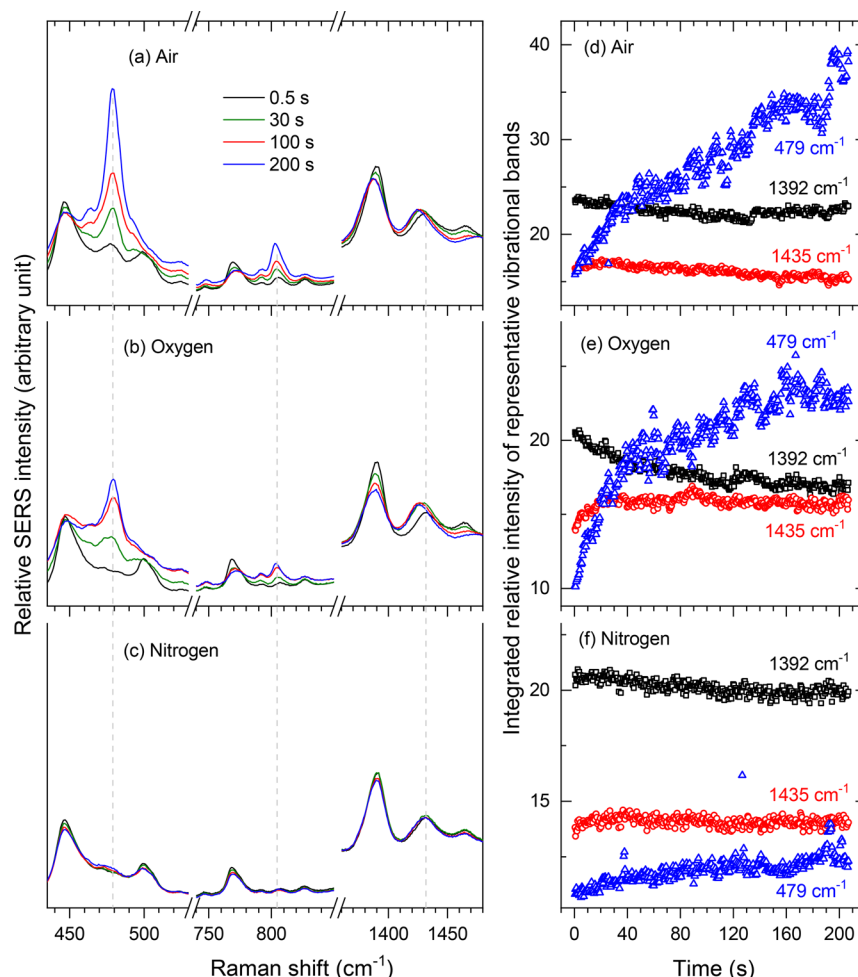 Relative SERS intensity (arbitrary unit)
(a) Air
0.5 s
30 s
100 s
200 s
(b) Oxygen
(c) Nitrogen
450 500 750 800 1400 1450
Raman shift (cm⁻¹)
Integrated relative intensity of representative vibrational bands
40
30
20
(d) Air
479 cm⁻¹
1392 cm⁻¹
1435 cm⁻¹
20
10
(e) Oxygen
479 cm⁻¹
1392 cm⁻¹
1435 cm⁻¹
20
15
(f) Nitrogen
1392 cm⁻¹
1435 cm⁻¹
479 cm⁻¹
0 40 80 120 160 200
Time (s)